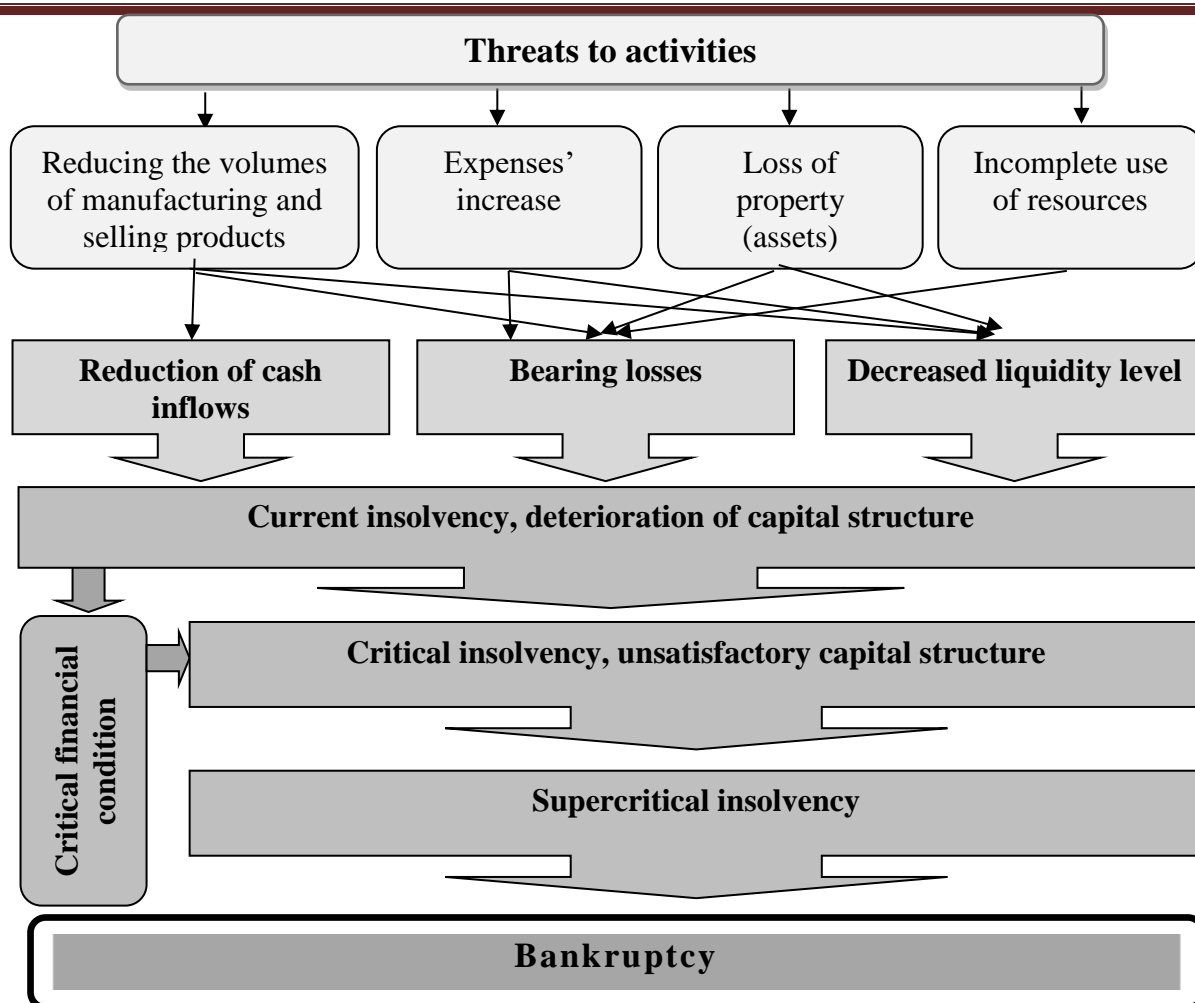 Threats to activities
Reducing the volumes
of manufacturing and
selling products
Expenses’
increase
Loss of
property
(assets)
Incomplete use
of resources
Reduction of cash
inflows
Bearing losses
Decreased liquidity level
Current insolvency, deterioration of capital structure
Critical financial
condition
Critical insolvency, unsatisfactory capital structure
Supercritical insolvency
Bankruptcy